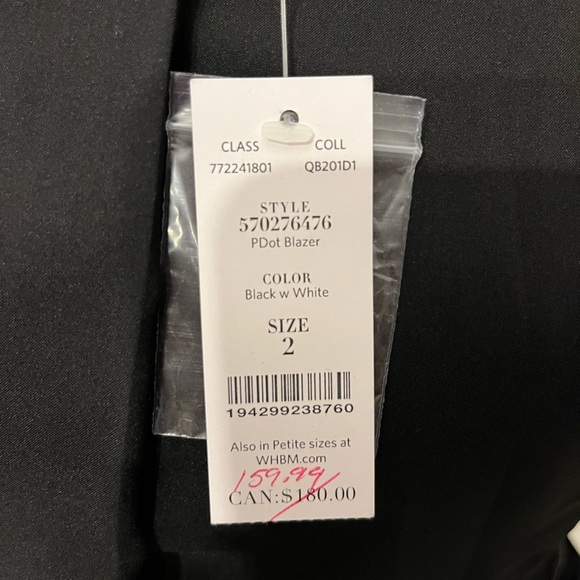 CLASS COLL
772241801 QB201D1
STYLE
570276476
PDot Blazer
COLOR
Black w White
SIZE
2
194299238760
Also in Petite sizes at
WHBM.com
159.99
CAN:$180.00